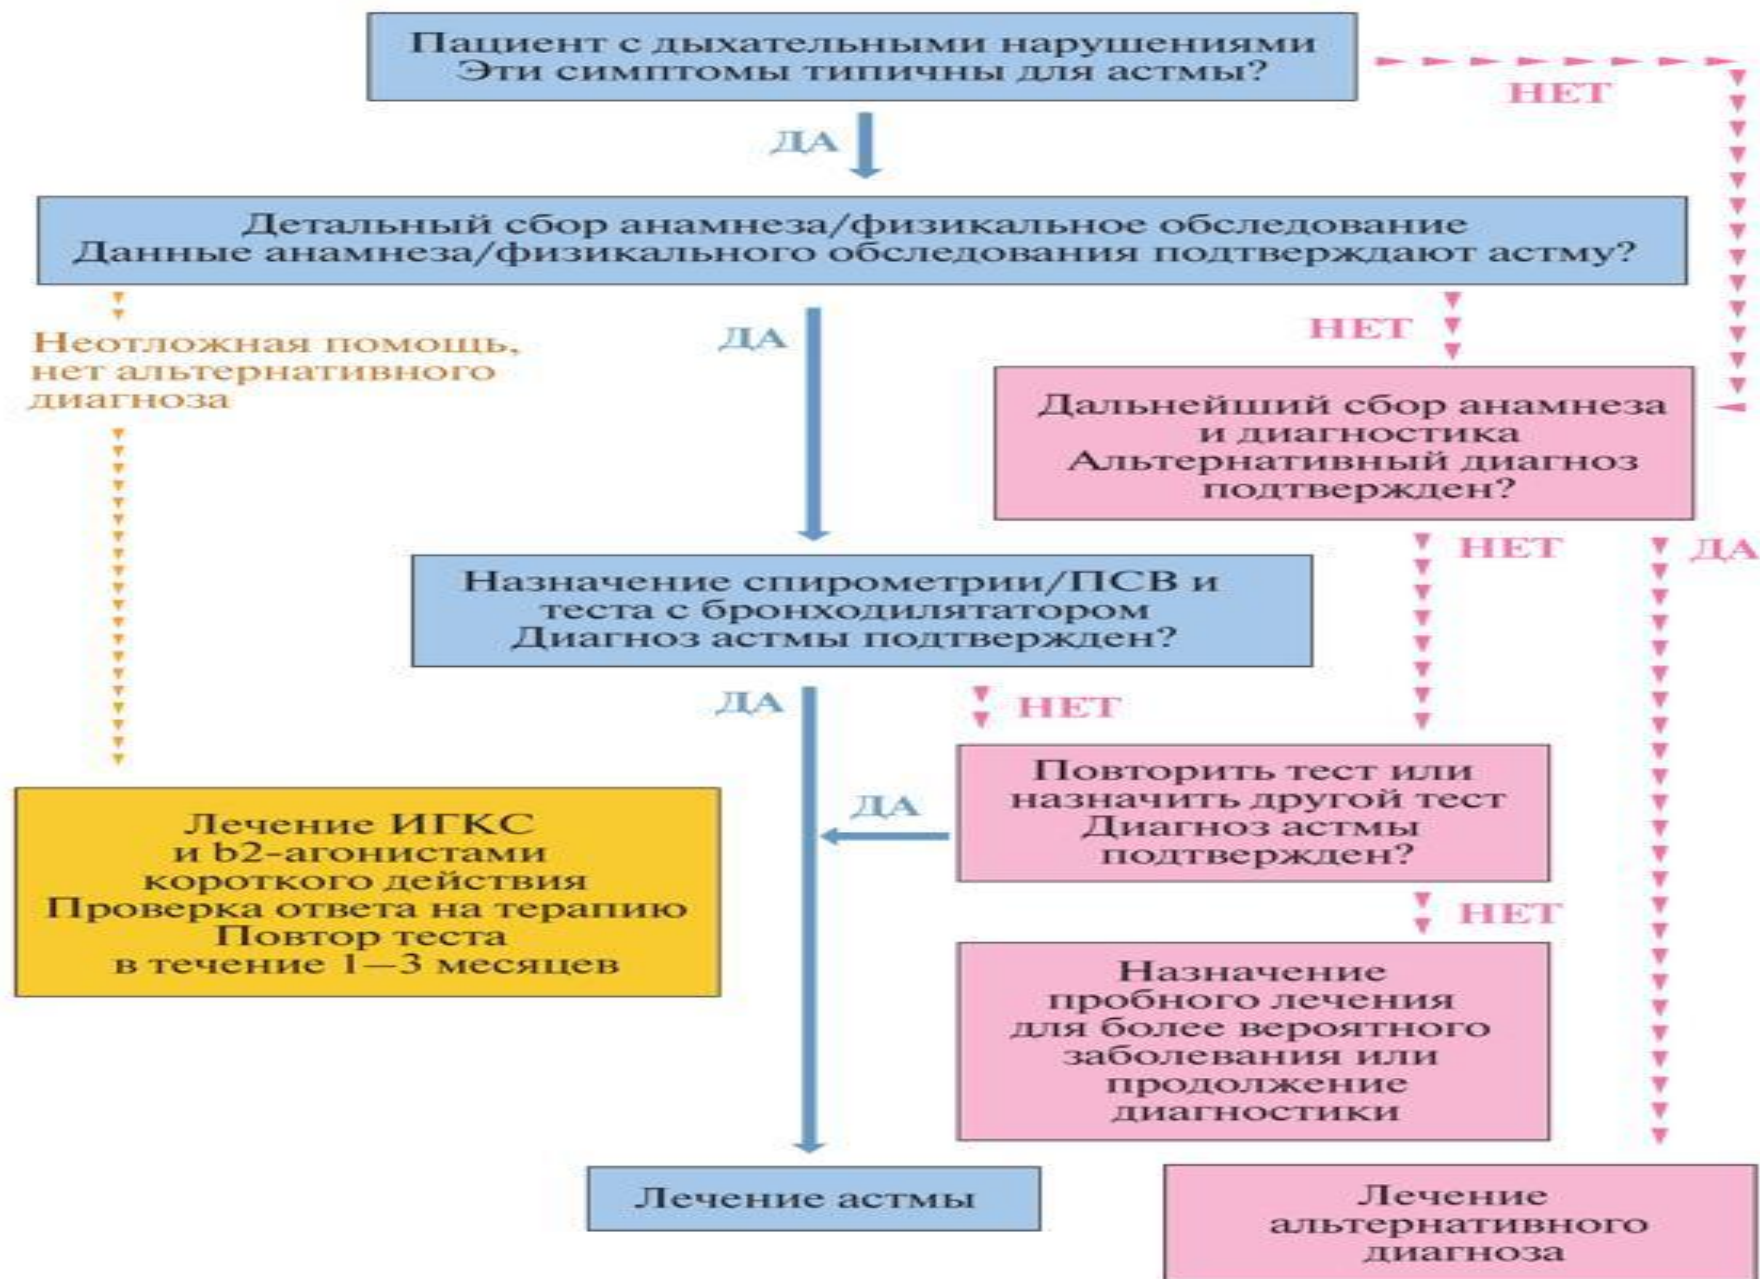 Пациент с дыхательными нарушениями
Эти симптомы типичны для астмы?
НЕТ
ДА
Детальный сбор анамнеза/физикальное обследование
Данные анамнеза/физикального обследования подтверждают астму?
Неотложная помощь,
нет альтернативного
диагноза
ДА
НЕТ
Дальнейший сбор анамнеза
и диагностика
Альтернативный диагноз
подтвержден?
НЕТ
ДА
Назначение спирометрии/ПСВ и
теста с бронходилятатором
Диагноз астмы подтвержден?
ДА
НЕТ
Повторить тест или
назначить другой тест
Диагноз астмы
подтвержден?
ДА
Лечение ИГКС
и b2-агонистами
короткого действия
Проверка ответа на терапию
Повтор теста
в течение 1—3 месяцев
НЕТ
Назначение
пробного лечения
для более вероятного
заболевания или
продолжение
диагностики
Лечение астмы
Лечение
альтернативного
диагноза